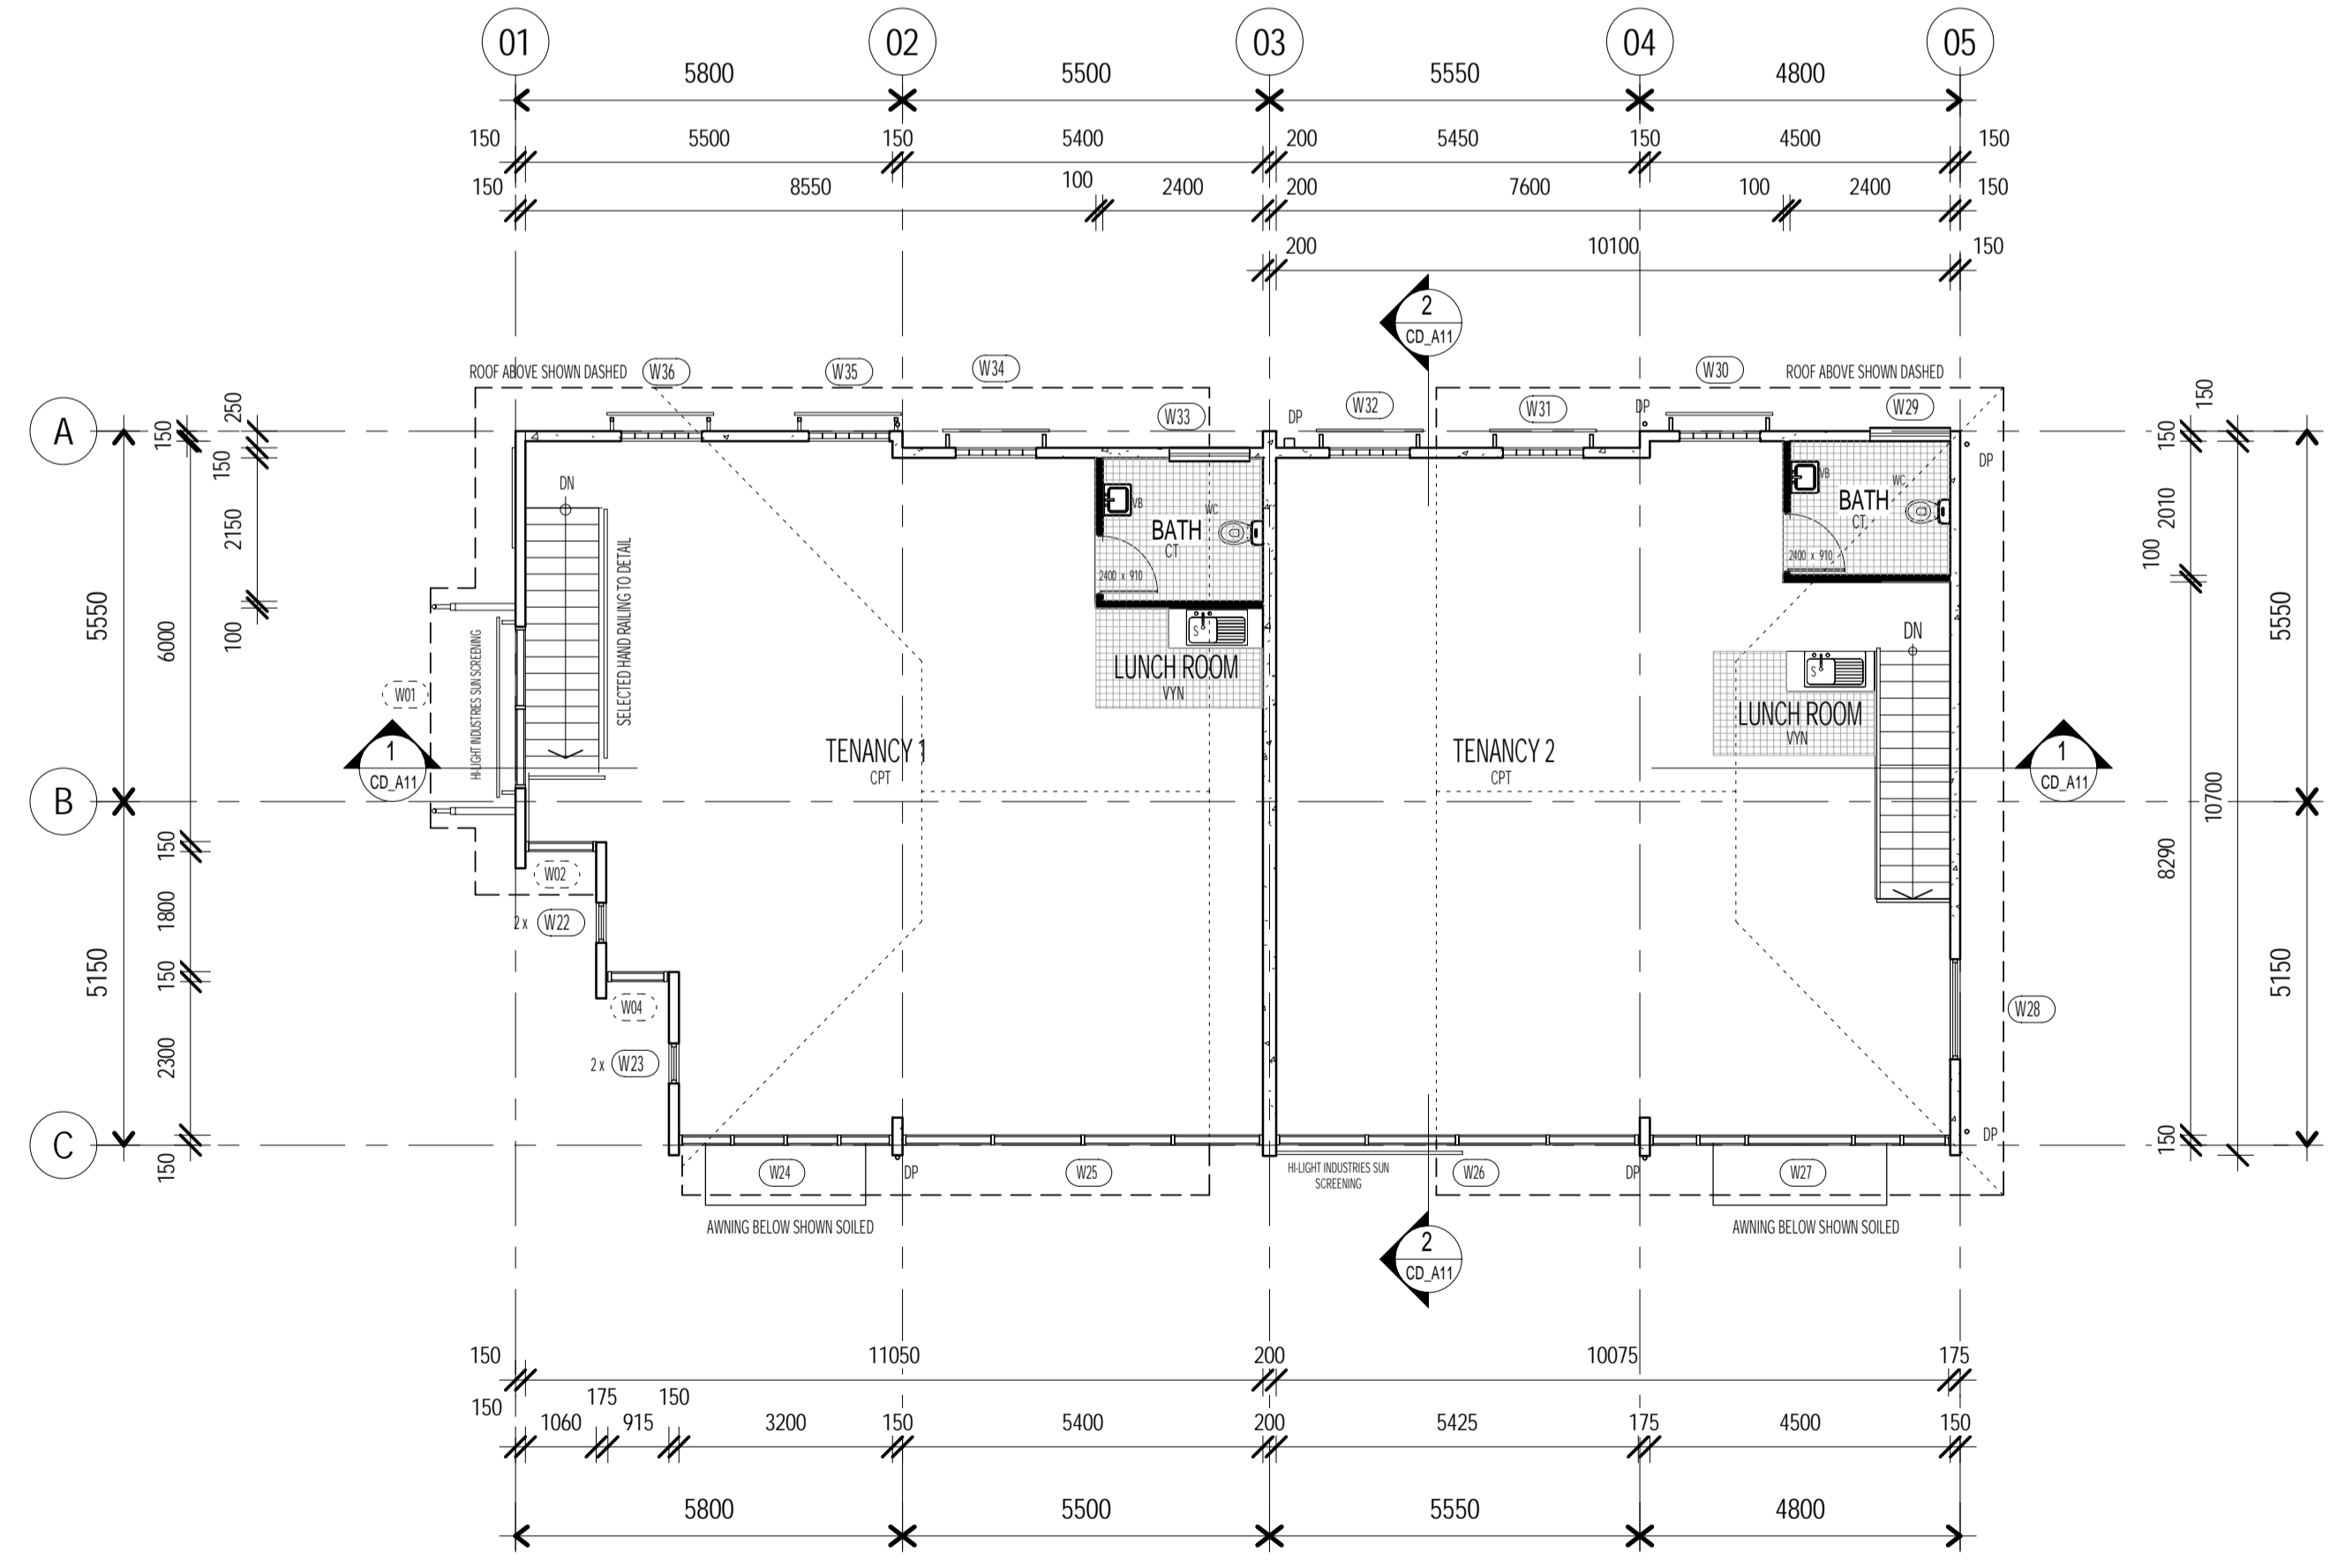 01
02
03
04
05
5800
5500
5550
4800
150
5500
150
5400
200
5450
150
4500
150
150
8550
100
2400
200
7600
100
2400
150
200
10100
150
2
CD_A11
ROOF ABOVE SHOWN DASHED
W36
W35
W34
W33
DP
W32
W31
DP
W30
ROOF ABOVE SHOWN DASHED
W29
A
150
250
150
150
150
DP
DN
VB
WC
BATH
CT
2400 x 910
VB
WC
BATH
CT
2400 x 910
2150
2010
100
5550
6000
100
SELECTED HAND RAILING TO DETAIL
HI-LIGHT INDUSTRIES SUN SCREENING
S
LUNCH ROOM
VYN
DN
S
LUNCH ROOM
VYN
5550
W01
1
CD_A11
TENANCY 1
CPT
TENANCY 2
CPT
1
CD_A11
B
10700
150
W02
8290
1800
2 x W22
5150
150
W04
5150
W28
2300
2 x W23
C
150
150
DP
W24
DP
W25
HI-LIGHT INDUSTRIES SUN
SCREENING
W26
DP
W27
AWNING BELOW SHOWN SOILED
AWNING BELOW SHOWN SOILED
2
CD_A11
150
11050
200
10075
175
150
1060
175
915
150
3200
150
5400
200
5425
175
4500
150
5800
5500
5550
4800